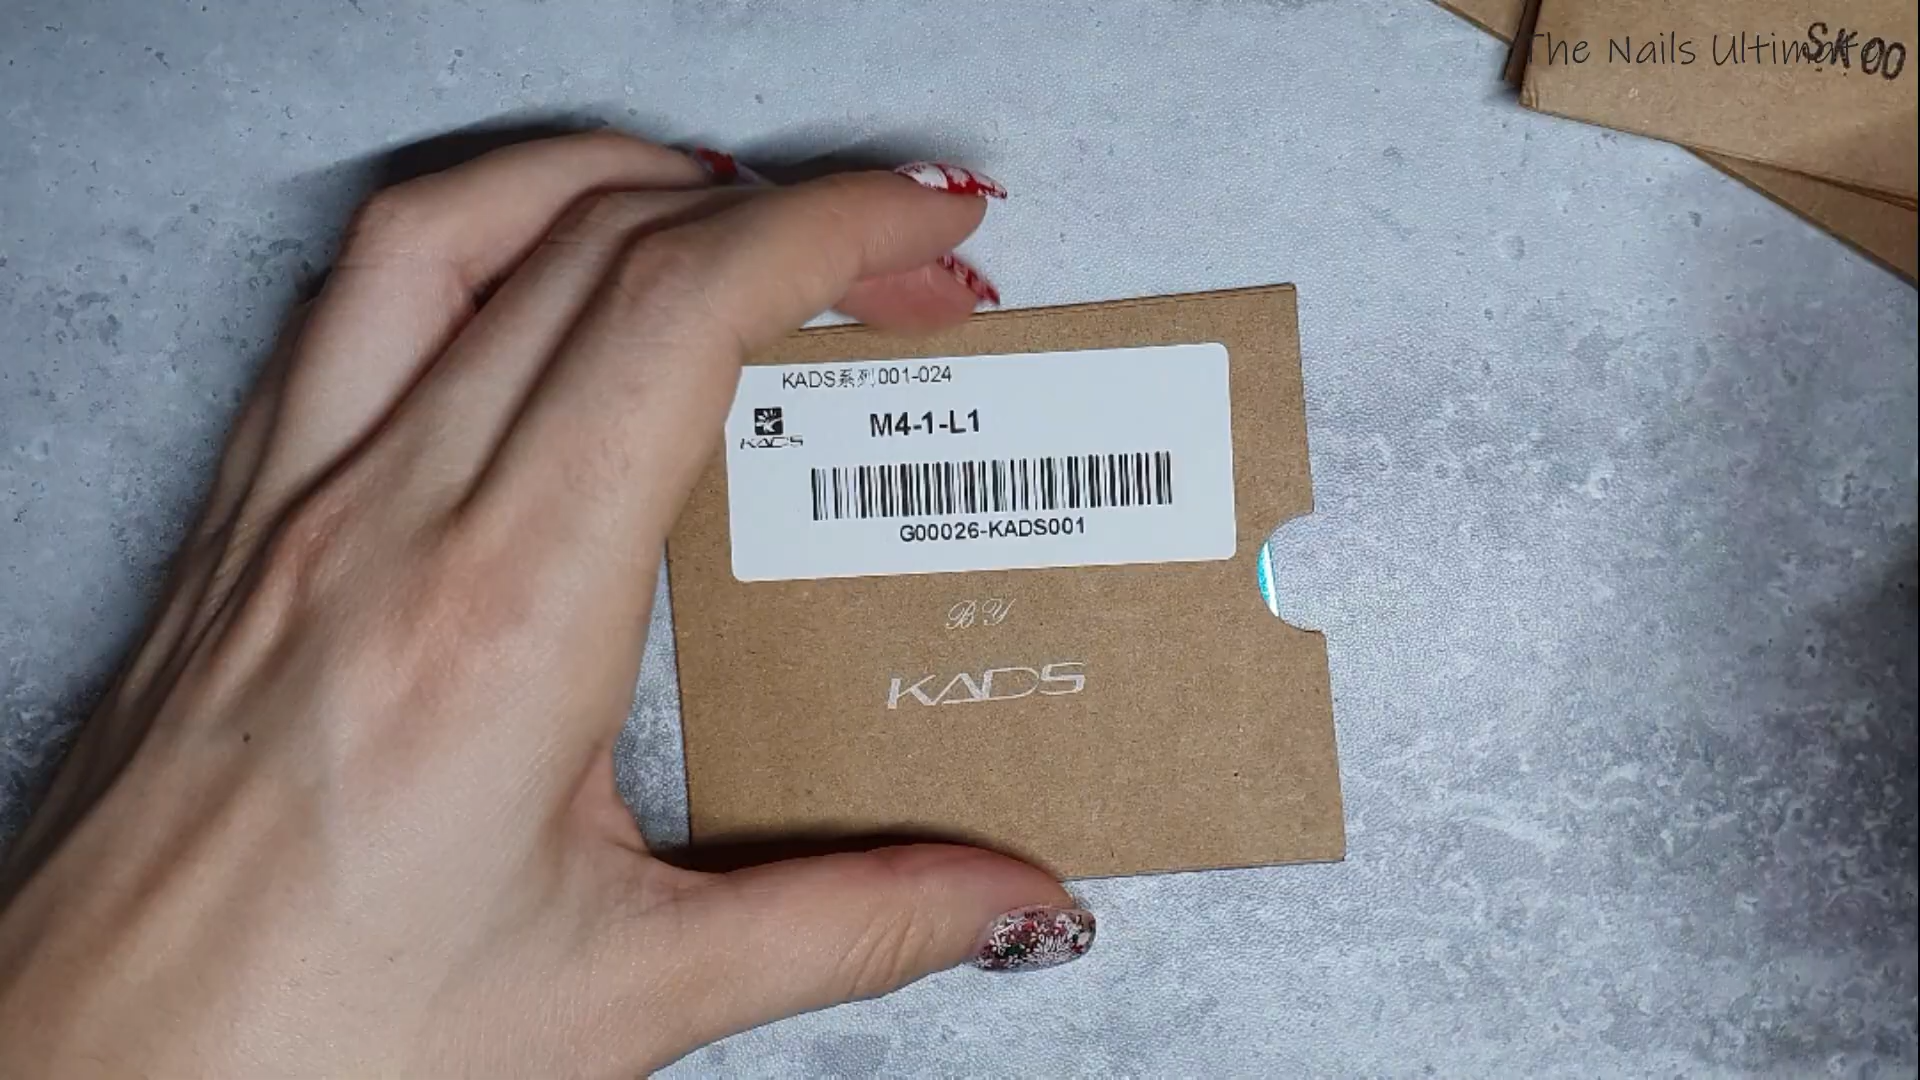 The Nails Ultimate
SK00
KADS系列001-024
KADS
M4-1-L1
G00026-KADS001
BY
KADS